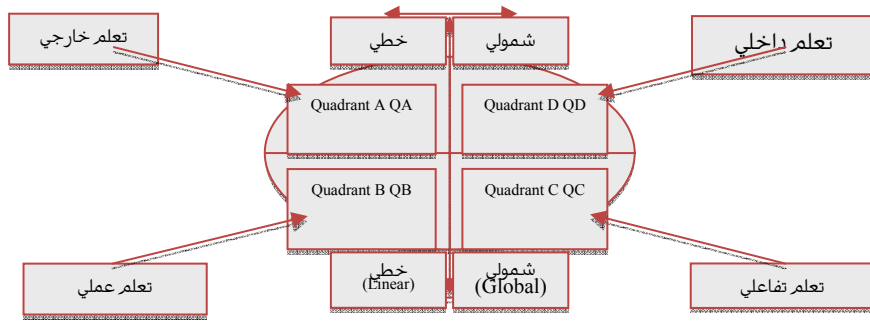 تعلم خارجي
خطي
شمولي
تعلم داخلي
Quadrant A QA
Quadrant D QD
Quadrant B QB
Quadrant C QC
تعلم عملي
خطي
(Linear)
شمولي
(Global)
تعلم تفاعلي